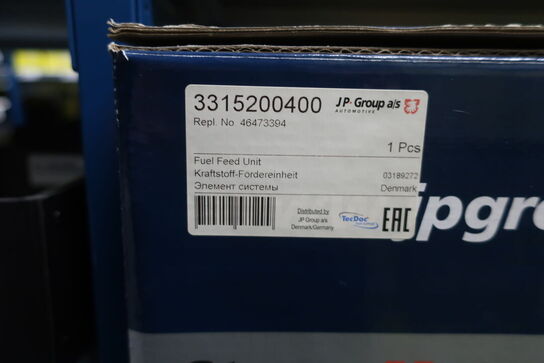 3315200400
JP Group a/s
AUTOMOTIVE
Repl. No. 46473394
1 Pcs
Fuel Feed Unit
Kraftstoff-Fördereinheit
03189272
Элемент системы
Denmark
Distributed by
JP Group a/s
Denmark/Germany
TecDoc
EAC
jpgro